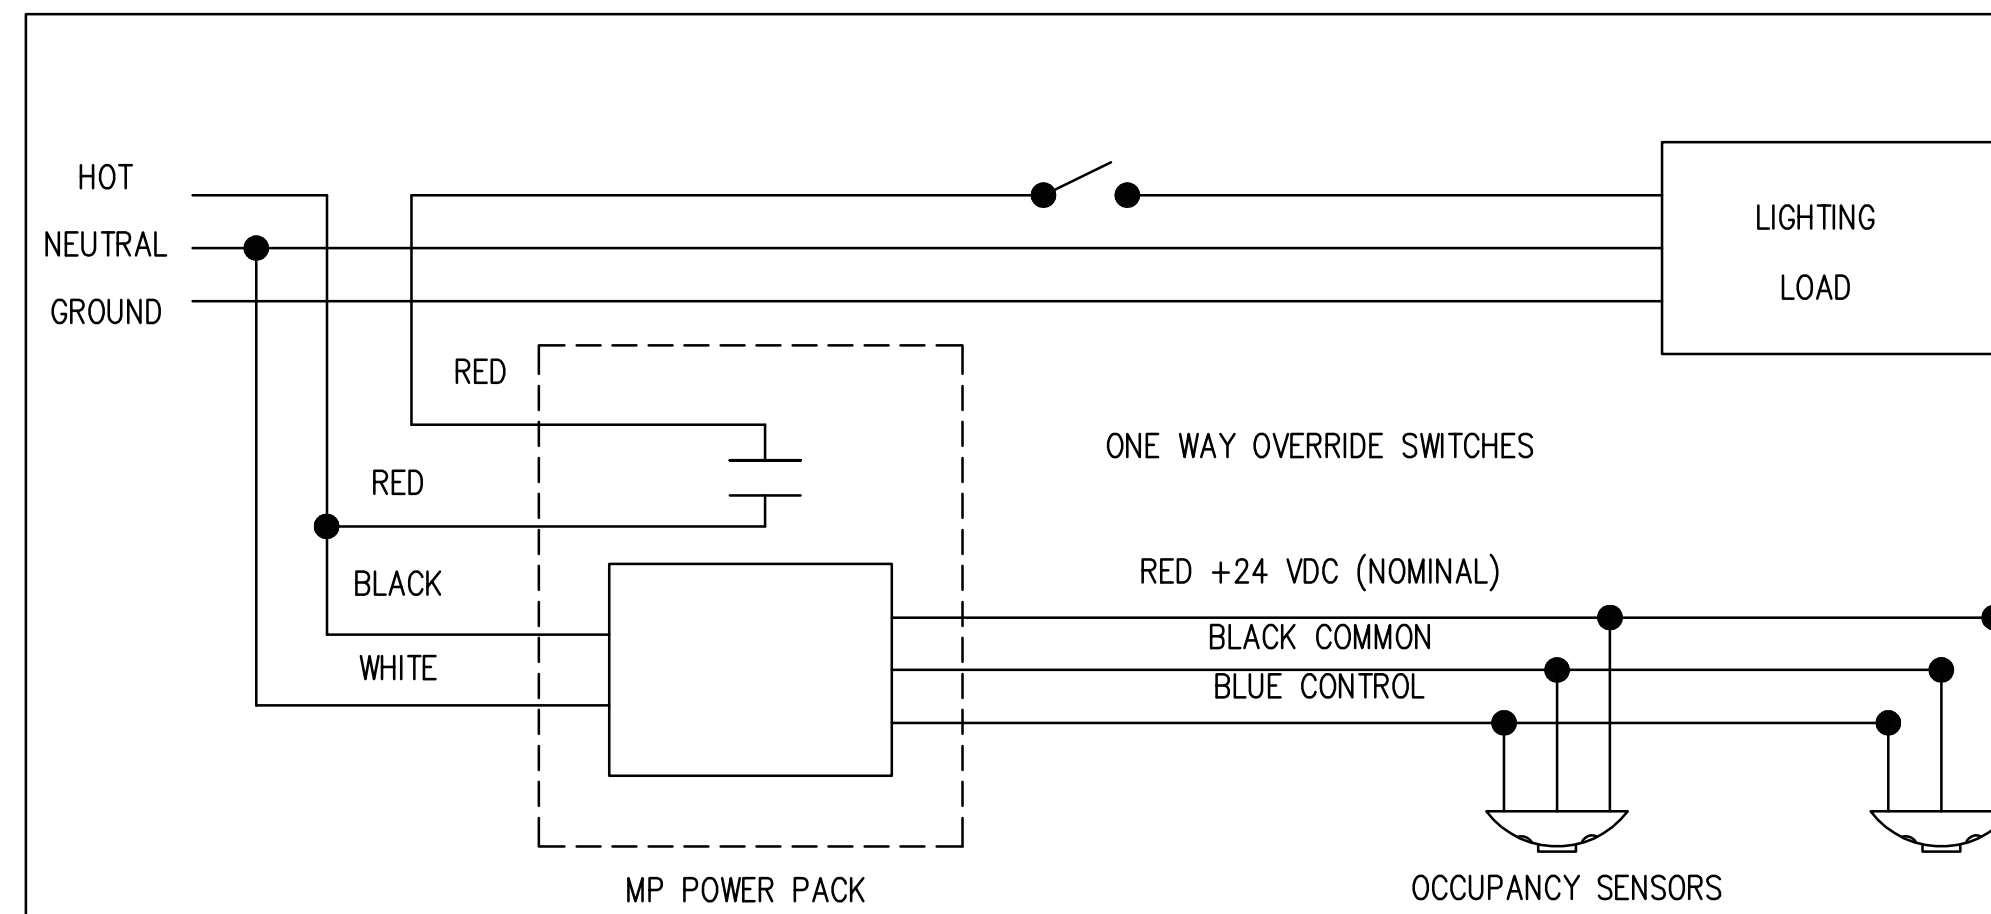 HOT
NEUTRAL
GROUND
LIGHTING
LOAD
RED
ONE WAY OVERRIDE SWITCHES
RED
BLACK
RED +24 VDC (NOMINAL)
BLACK COMMON
WHITE
BLUE CONTROL
MP POWER PACK
OCCUPANCY SENSORS